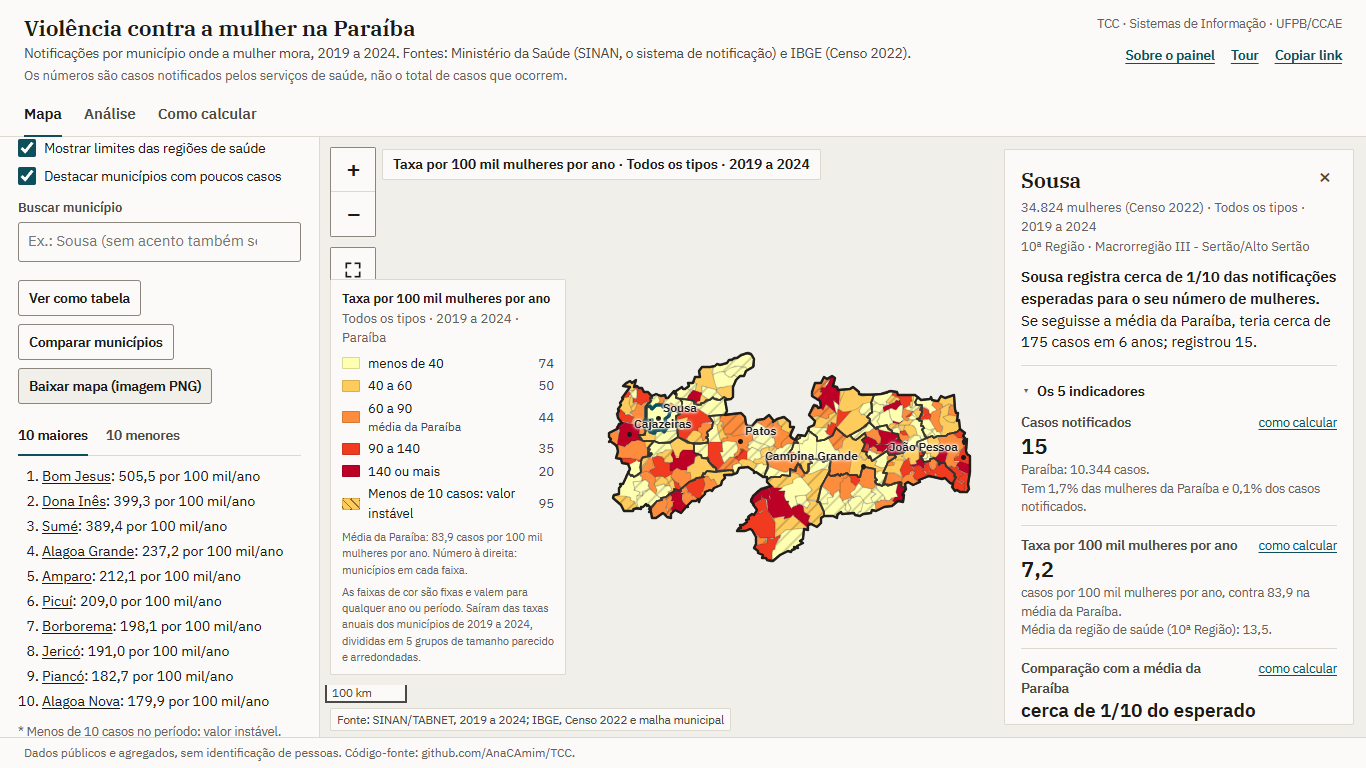 Violência contra a mulher na Paraíba
Notificações por município onde a mulher mora, 2019 a 2024. Fontes: Ministério da Saúde (SINAN, o sistema de notificação) e IBGE (Censo 2022).
Os números são casos notificados pelos serviços de saúde, não o total de casos que ocorrem.
TCC · Sistemas de Informação · UFPB/CCAE
Sobre o painel Tour Copiar link
Mapa Análise Como calcular
Mostrar limites das regiões de saúde
Destacar municípios com poucos casos
Buscar município
Ex.: Sousa (sem acento também
Ver como tabela
Comparar municípios
Baixar mapa (imagem PNG)
10 maiores 10 menores
1. Bom Jesus: 505,5 por 100 mil/ano
2. Dona Inês: 399,3 por 100 mil/ano
3. Sumé: 389,4 por 100 mil/ano
4. Alagoa Grande: 237,2 por 100 mil/ano
5. Amparo: 212,1 por 100 mil/ano
6. Picuí: 209,0 por 100 mil/ano
7. Borborema: 198,1 por 100 mil/ano
8. Jericó: 191,0 por 100 mil/ano
9. Piancó: 182,7 por 100 mil/ano
10. Alagoa Nova: 179,9 por 100 mil/ano
* Menos de 10 casos no período: valor instável.
+
−
Taxa por 100 mil mulheres por ano · Todos os tipos · 2019 a 2024
Taxa por 100 mil mulheres por ano
Todos os tipos · 2019 a 2024 ·
Paraíba
menos de 40 74
40 a 60 50
60 a 90 44
média da Paraíba
90 a 140 35
140 ou mais 20
Menos de 10 casos: valor
instável 95
Média da Paraíba: 83,9 casos por 100 mil
mulheres por ano. Número à direita:
municípios em cada faixa.
As faixas de cor são fixas e valem para
qualquer ano ou período. Saíram das taxas
anuais dos municípios de 2019 a 2024,
divididas em 5 grupos de tamanho parecido
e arredondadas.
100 km
Fonte: SINAN/TABNET, 2019 a 2024; IBGE, Censo 2022 e malha municipal
Sousa
Cajazeiras
Patos
Campina Grande
João Pessoa
Sousa ×
34.824 mulheres (Censo 2022) · Todos os tipos ·
2019 a 2024
10ª Região · Macrorregião III - Sertão/Alto Sertão
Sousa registra cerca de 1/10 das notificações
esperadas para o seu número de mulheres.
Se seguisse a média da Paraíba, teria cerca de
175 casos em 6 anos; registrou 15.
Os 5 indicadores
Casos notificados como calcular
15
Paraíba: 10.344 casos.
Tem 1,7% das mulheres da Paraíba e 0,1% dos casos
notificados.
Taxa por 100 mil mulheres por ano como calcular
7,2
casos por 100 mil mulheres por ano, contra 83,9 na
média da Paraíba.
Média da região de saúde (10ª Região): 13,5.
Comparação com a média da como calcular
Paraíba
cerca de 1/10 do esperado
Dados públicos e agregados, sem identificação de pessoas. Código-fonte: github.com/AnaCAmim/TCC.